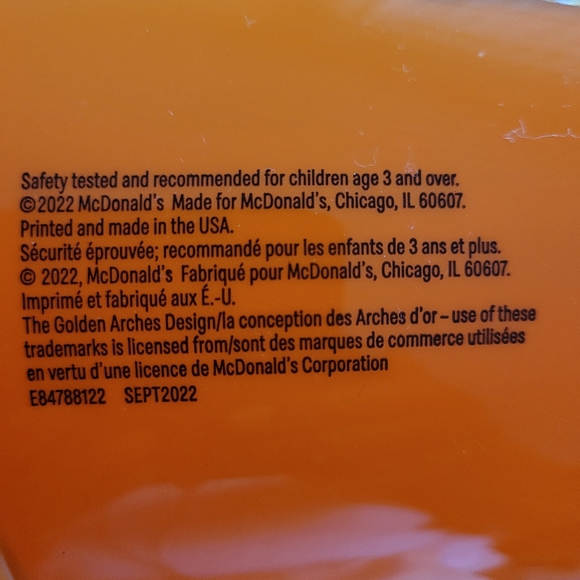 Safety tested and recommended for children age 3 and over.
©2022 McDonald's Made for McDonald's, Chicago, IL 60607.
Printed and made in the USA.
Sécurité éprouvée; recommandé pour les enfants de 3 ans et plus.
© 2022, McDonald's Fabriqué pour McDonald's, Chicago, IL 60607.
Imprimé et fabriqué aux É.-U.
The Golden Arches Design/la conception des Arches d'or – use of these
trademarks is licensed from/sont des marques de commerce utilisées
en vertu d'une licence de McDonald's Corporation
E84788122 SEPT2022